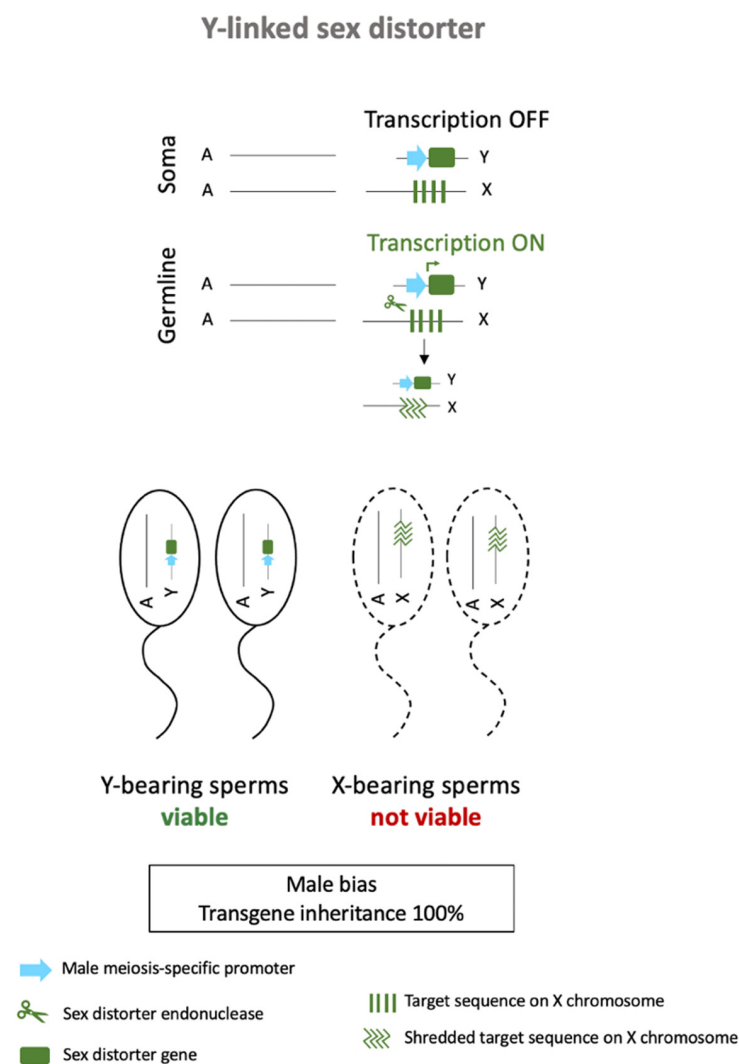 Y-linked sex distorter
Transcription OFF
Soma
A
Y
A
X
Transcription ON
Germline
A
Y
A
X
Y
X
A
Y
A
Y
A
X
A
X
Y-bearing sperms
viable
X-bearing sperms
not viable
Male bias
Transgene inheritance 100%
Male meiosis-specific promoter
Sex distorter endonuclease
Sex distorter gene
Target sequence on X chromosome
Shredded target sequence on X chromosome